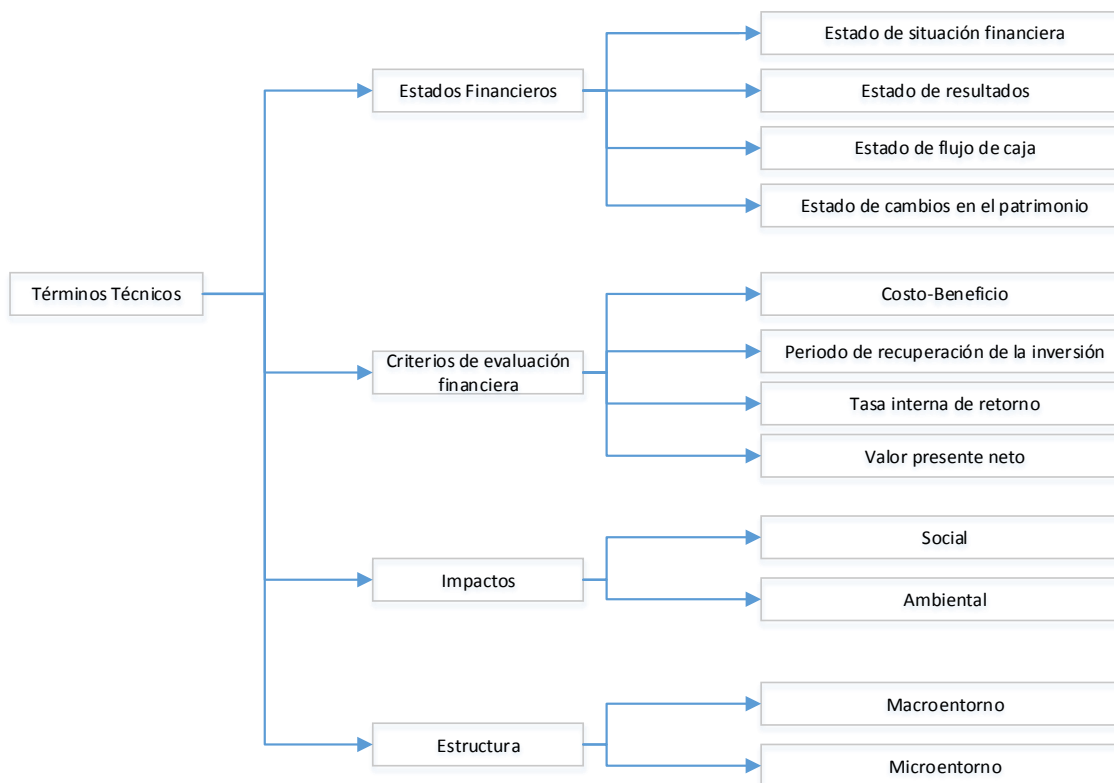 Términos Técnicos
Estados Financieros
Estado de situación financiera
Estado de resultados
Estado de flujo de caja
Estado de cambios en el patrimonio
Criterios de evaluación
financiera
Costo-Beneficio
Periodo de recuperación de la inversión
Tasa interna de retorno
Valor presente neto
Impactos
Social
Ambiental
Estructura
Macroentorno
Microentorno